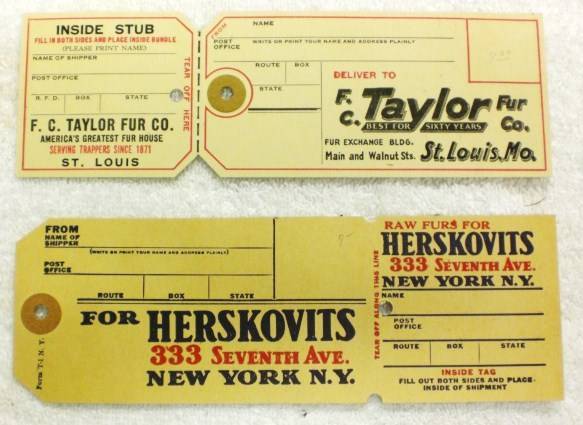 INSIDE STUB
FILL IN BOTH SIDES AND PLACE INSIDE BUNDLE
(PLEASE PRINT NAME)
NAME OF SHIPPER
POST OFFICE
R. F. D. BOX STATE
F. C. TAYLOR FUR CO.
AMERICA'S GREATEST FUR HOUSE
SERVING TRAPPERS SINCE 1871
ST. LOUIS
TEAR OFF HERE
FROM
NAME
POST OFFICE
WRITE OR PRINT YOUR NAME AND ADDRESS PLAINLY
ROUTE BOX
STATE
DELIVER TO
F. C. Taylor Fur Co.
BEST FOR SIXTY YEARS
FUR EXCHANGE BLDG.
Main and Walnut Sts. St. Louis, Mo.
FROM
NAME OF SHIPPER
(WRITE OR PRINT YOUR NAME AND ADDRESS PLAINLY)
POST OFFICE
ROUTE BOX STATE
FOR HERSKOVITS
333 SEVENTH AVE.
NEW YORK N.Y.
Form T-1 N. Y.
TEAR OFF ALONG THIS LINE
RAW FURS FOR
HERSKOVITS
333 SEVENTH AVE.
NEW YORK N.Y.
NAME
POST OFFICE
ROUTE BOX STATE
INSIDE TAG
FILL OUT BOTH SIDES AND PLACE
INSIDE OF SHIPMENT